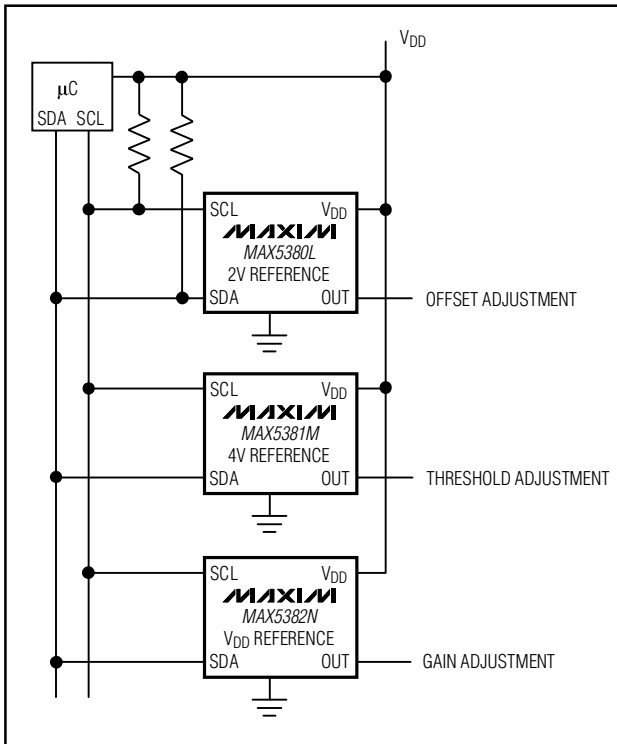 V_DD
μC
SDA SCL
SCL V_DD
MAXIM
MAX5380L
2V REFERENCE
SDA OUT OFFSET ADJUSTMENT
SCL V_DD
MAXIM
MAX5381M
4V REFERENCE
SDA OUT THRESHOLD ADJUSTMENT
SCL V_DD
MAXIM
MAX5382N
V_DD REFERENCE
SDA OUT GAIN ADJUSTMENT